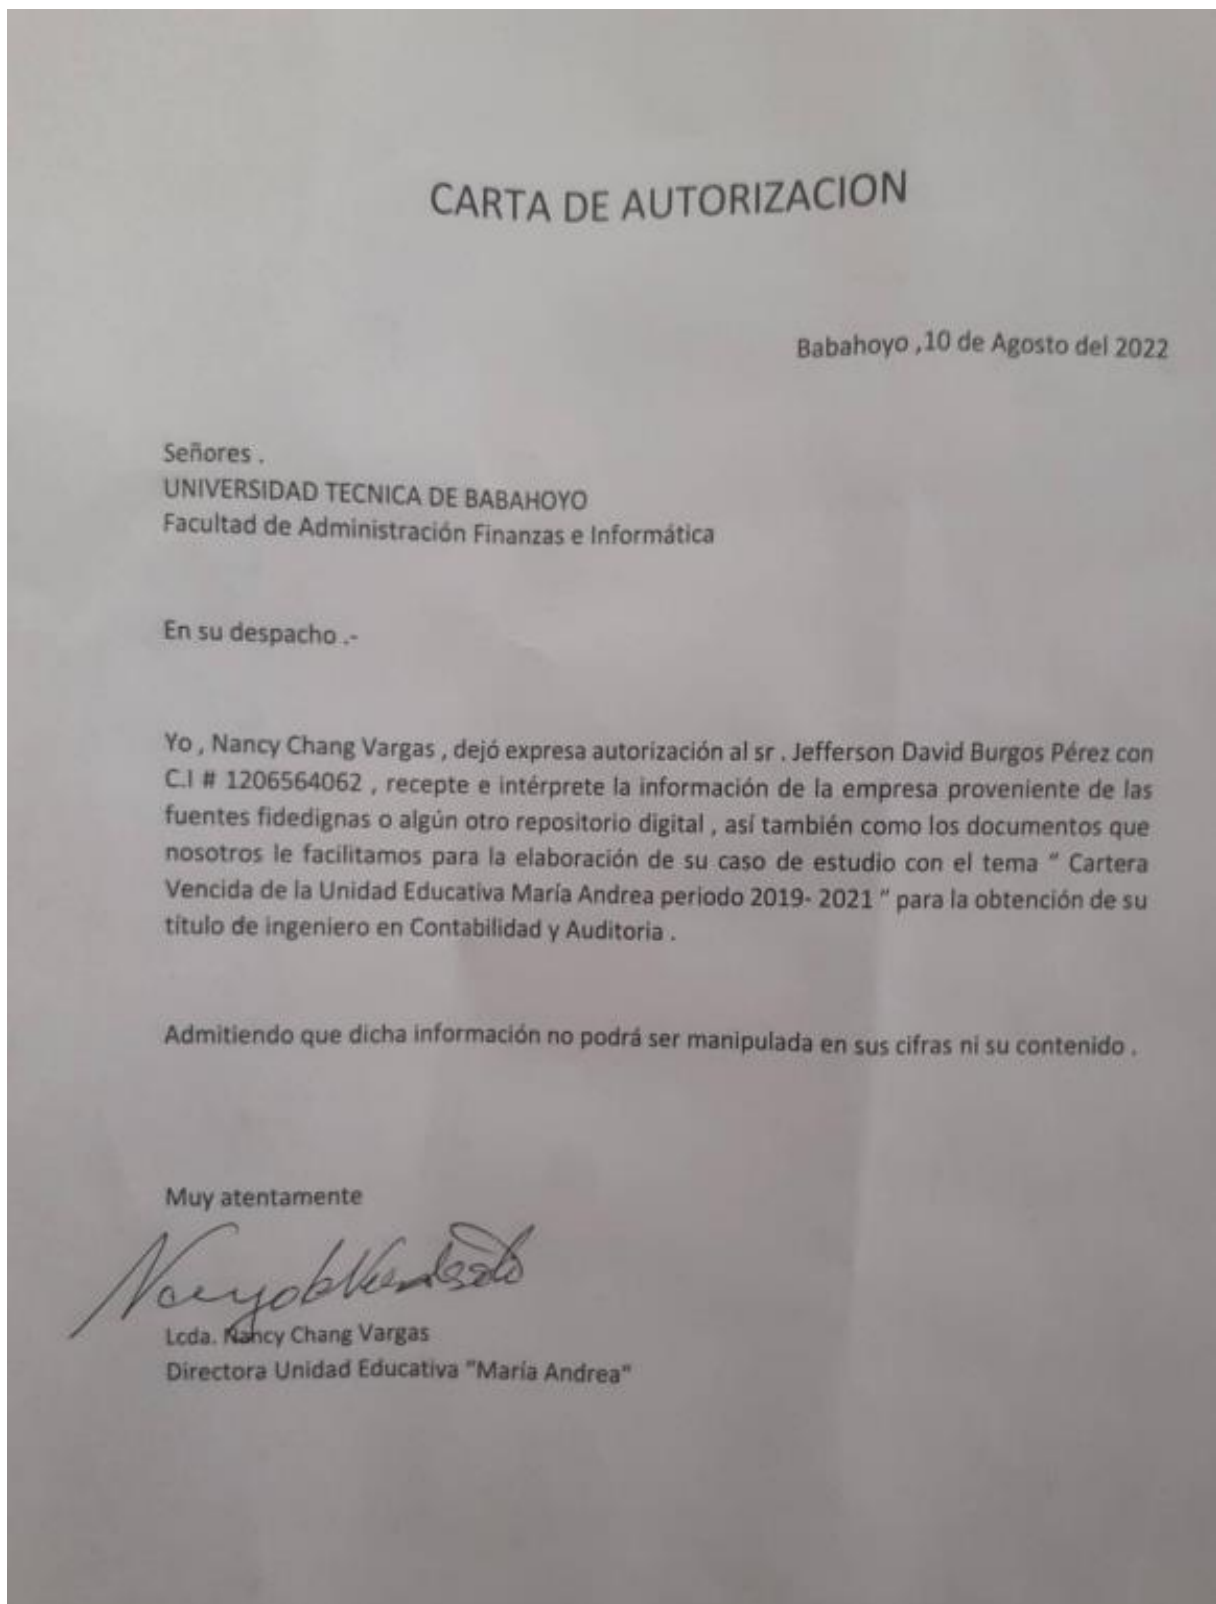 CARTA DE AUTORIZACION
Babahoyo ,10 de Agosto del 2022
Señores .
UNIVERSIDAD TECNICA DE BABAHOYO
Facultad de Administración Finanzas e Informática
En su despacho .-
Yo , Nancy Chang Vargas , dejó expresa autorización al sr . Jefferson David Burgos Pérez con
C.I # 1206564062 , recepte e intérprete la información de la empresa proveniente de las
fuentes fidedignas o algún otro repositorio digital , así también como los documentos que
nosotros le facilitamos para la elaboración de su caso de estudio con el tema " Cartera
Vencida de la Unidad Educativa María Andrea periodo 2019- 2021 " para la obtención de su
título de ingeniero en Contabilidad y Auditoria .
Admitiendo que dicha información no podrá ser manipulada en sus cifras ni su contenido .
Muy atentamente
Lcda. Nancy Chang Vargas
Directora Unidad Educativa "María Andrea"